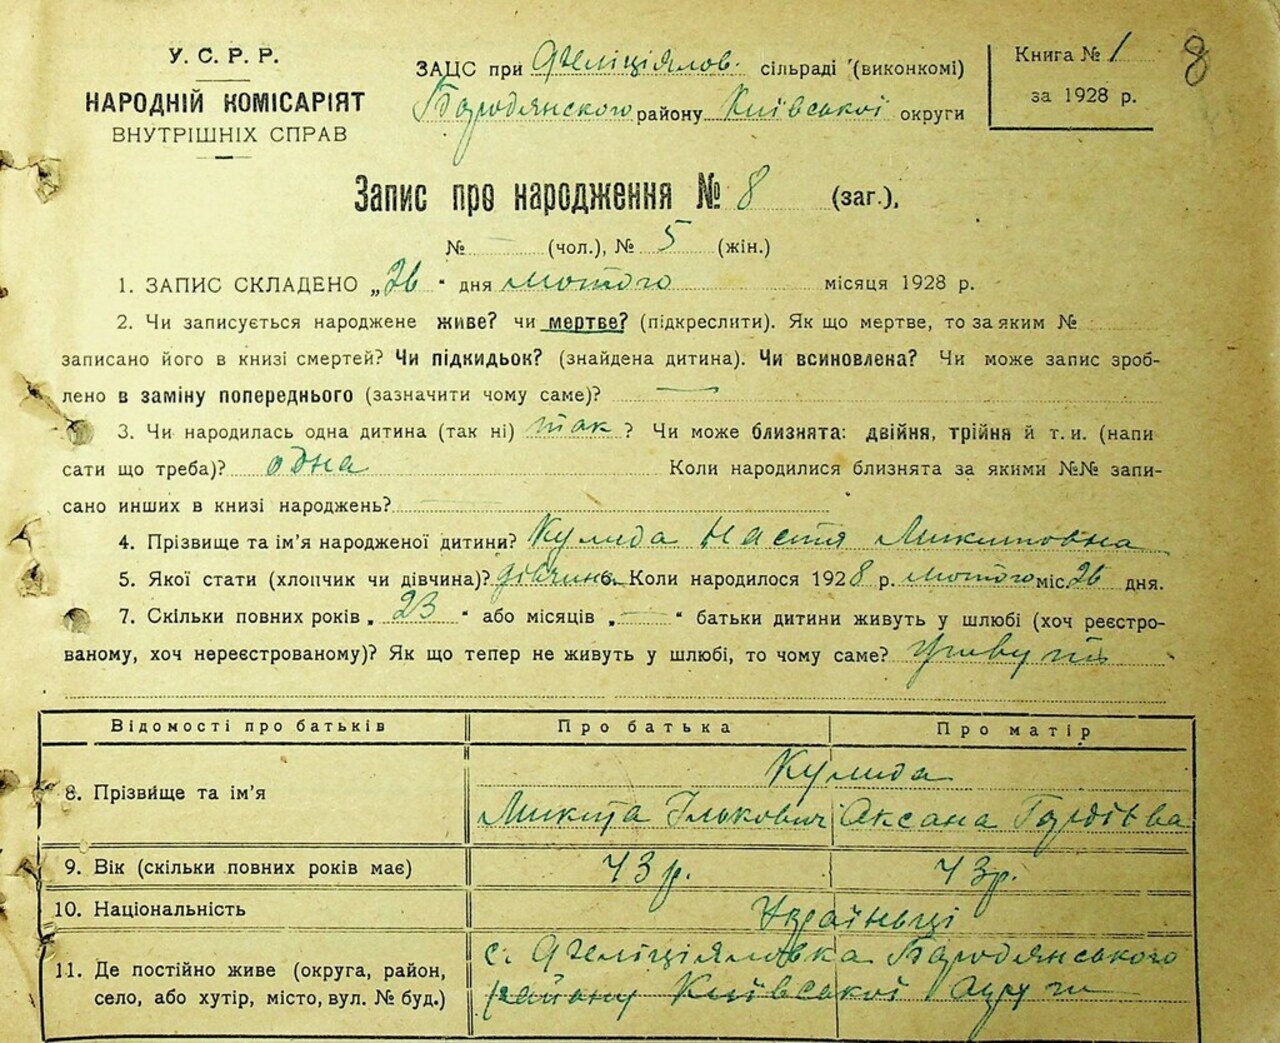 У. С. Р. Р.
НАРОДНІЙ КОМІСАРІЯТ
ВНУТРІШНІХ СПРАВ
ЗАЦС при сільраді (виконкомі)
Бородянского району Київської округи
Книга № 1
за 1928 р.
8
Запис про народження № 8 (заг.),
№ — (чол.), № 5 (жін.)
1. ЗАПИС СКЛАДЕНО „26" дня лютого місяця 1928 р.
2. Чи записується народжене живе? чи мертве? (підкреслити). Як що мертве, то за яким №
записано його в книзі смертей? Чи підкидьок? (знайдена дитина). Чи всиновлена? Чи може запис зроб-
лено в заміну попереднього (зазначити чому саме)? —
3. Чи народилась одна дитина (так ні) так ? Чи може близнята: двійня, трійня й т. и. (напи
сати що треба)? одна Коли народилися близнята за якими №№ запи-
сано инших в книзі народжень? —
4. Прізвище та ім'я народженої дитини? Кулида Настя Микитовна
5. Якої стати (хлопчик чи дівчина)? дівчина 6. Коли народилося 1928 р. лютого міс. 26 дня.
7. Скільки повних років „ 23 " або місяців „ — " батьки дитини живуть у шлюбі (хоч реєстро-
ваному, хоч нереєстрованому)? Як що тепер не живуть у шлюбі, то чому саме? живуть
Відомості про батьків Про батька Про матір
8. Прізвище та ім'я Кулида
Микита Ількович Оксана Гордієва
9. Вік (скільки повних років має) 43 р. 43 р.
10. Національність Українці
11. Де постійно живе (округа, район,
село, або хутір, місто, вул. № буд.)
с. Бородянського
району Київської Округи